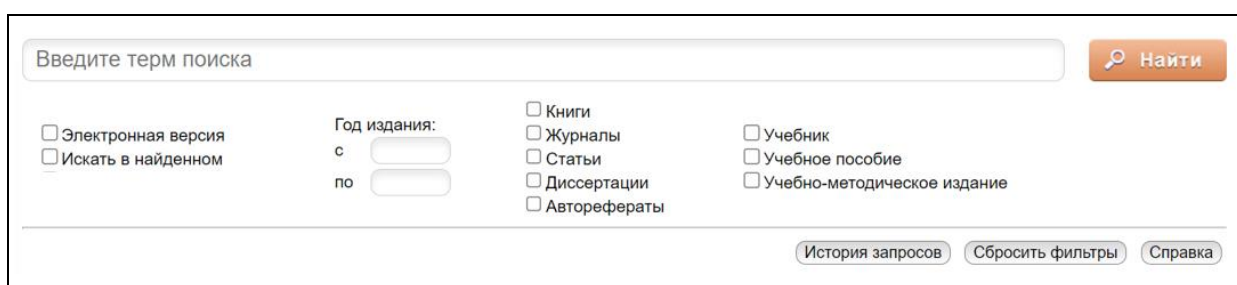 Введите терм поиска
Найти
Электронная версия
Искать в найденном
Год издания:
с
по
Книги
Журналы
Статьи
Диссертации
Авторефераты
Учебник
Учебное пособие
Учебно-методическое издание
История запросов
Сбросить фильтры
Справка